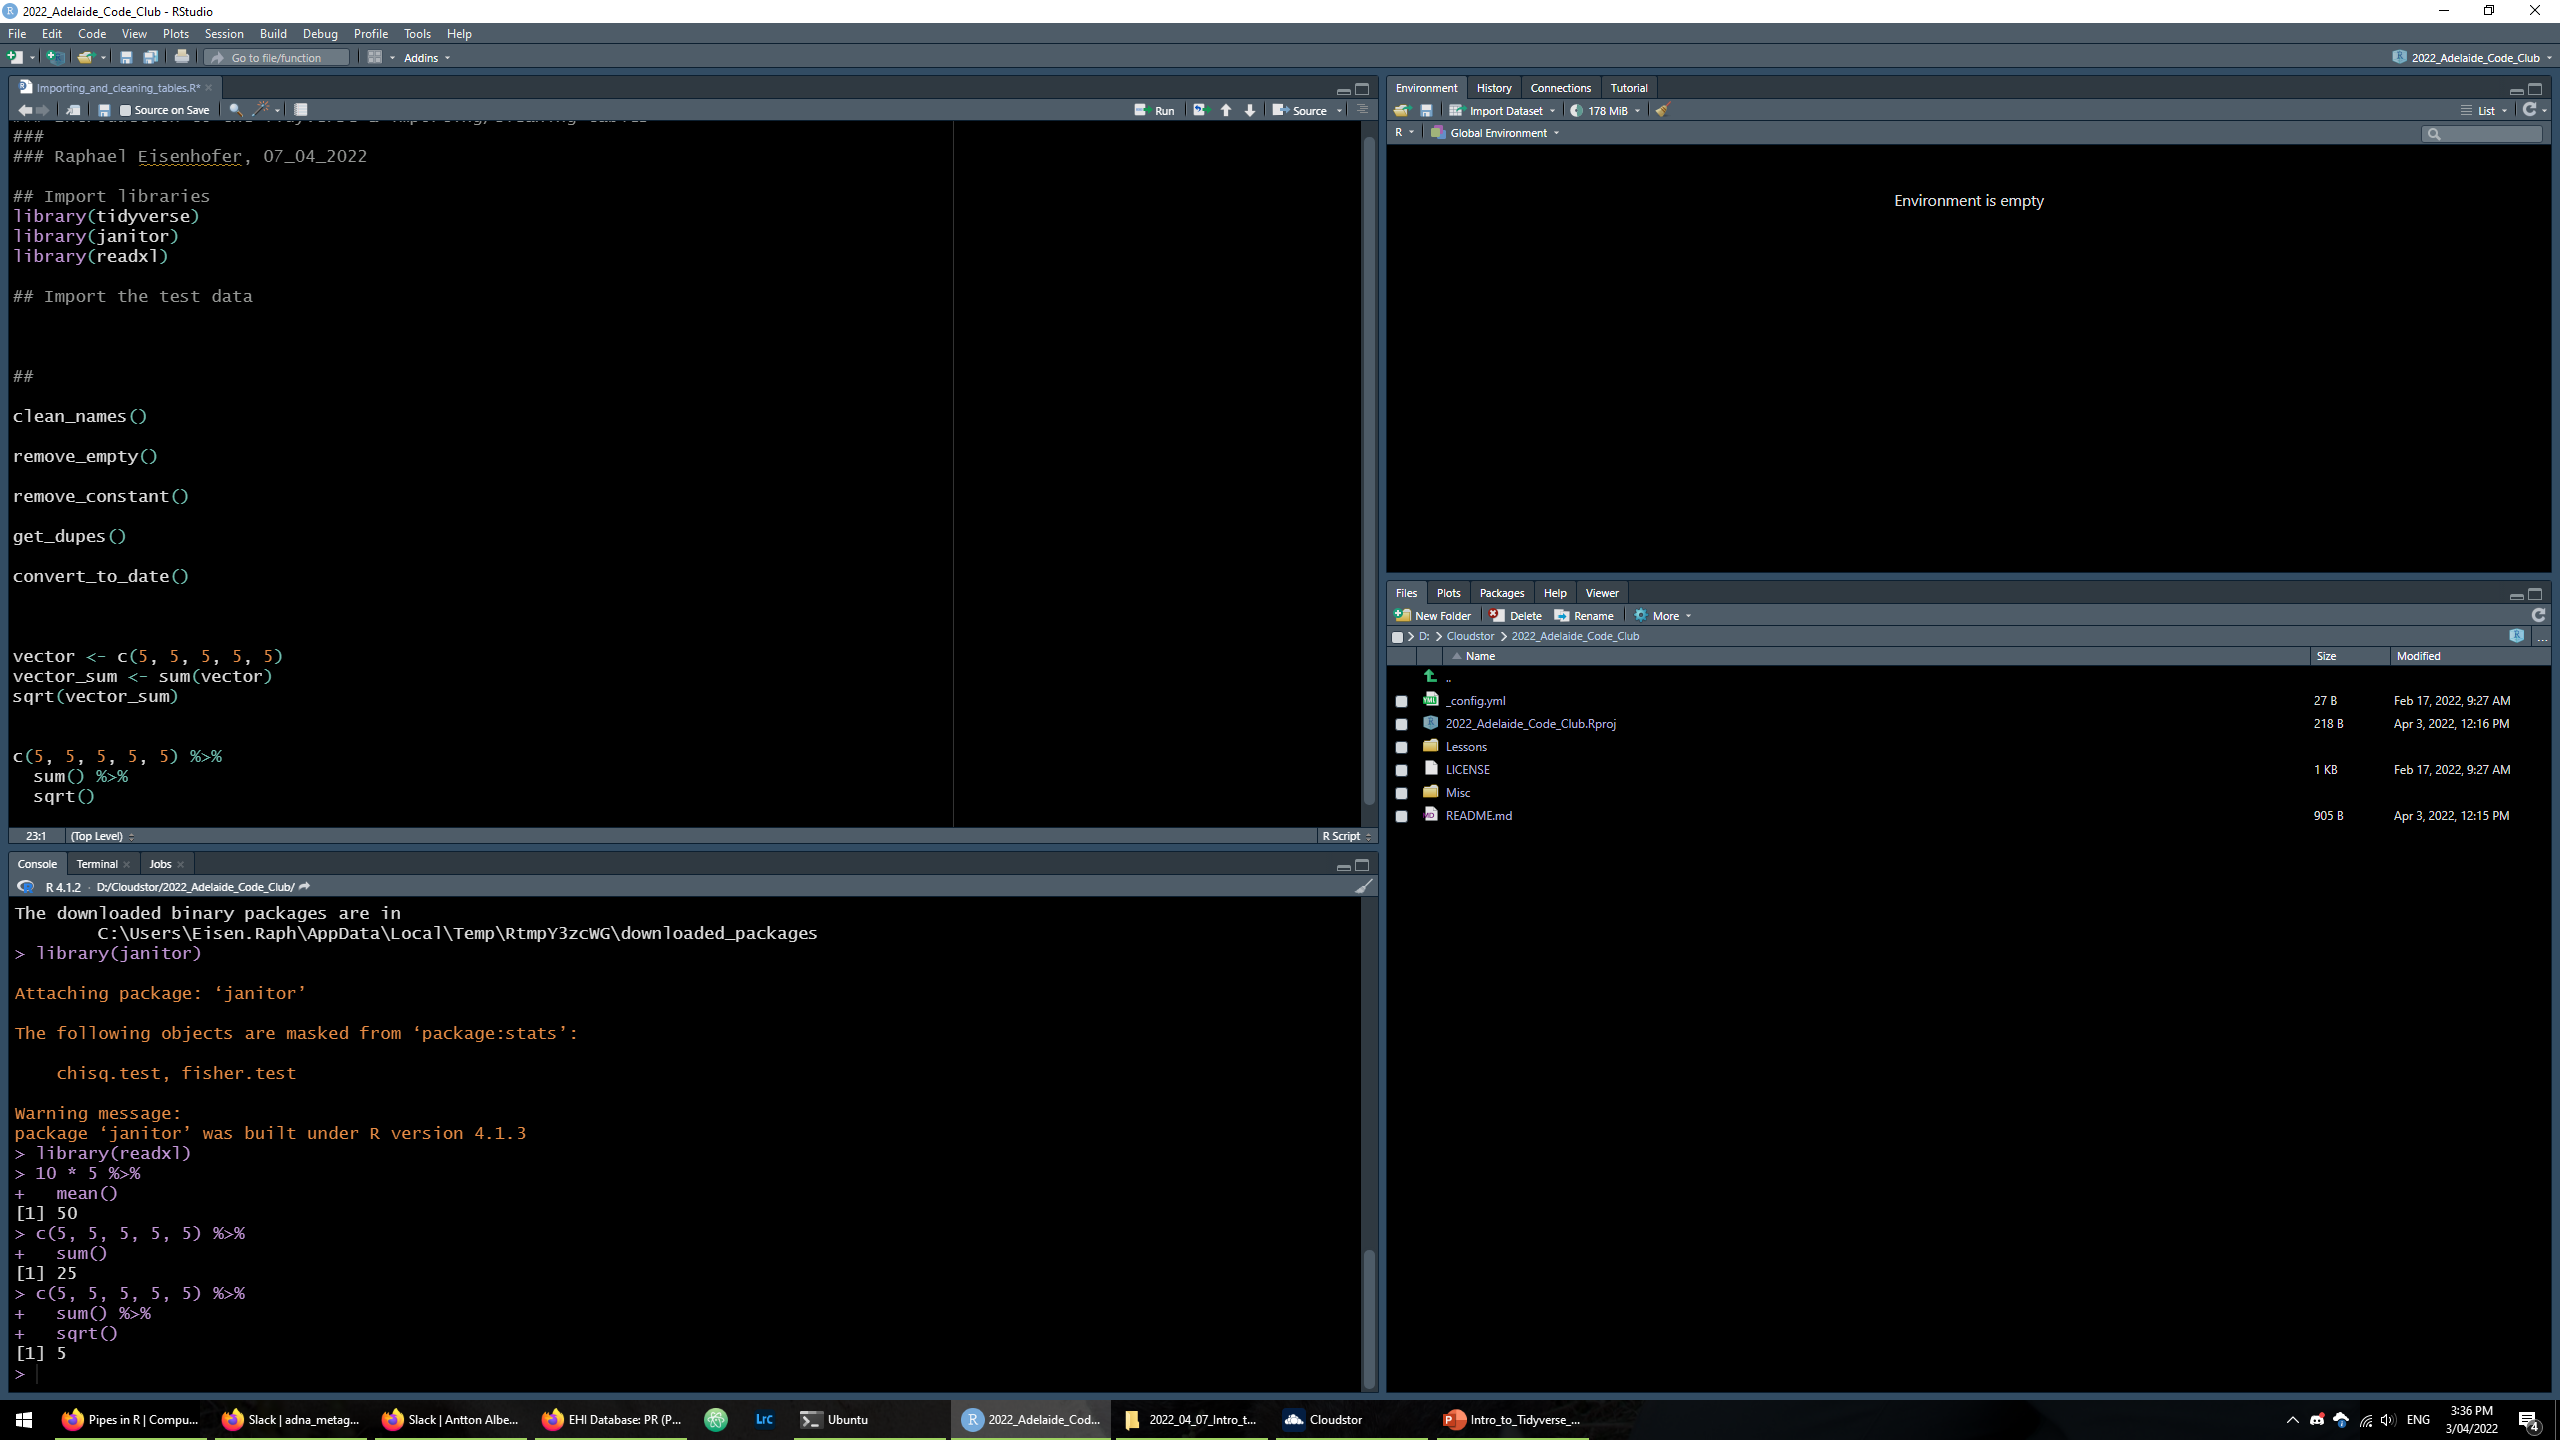 2022_Adelaide_Code_Club - RStudio
File Edit Code View Plots Session Build Debug Profile Tools Help
Go to file/function Addins 2022_Adelaide_Code_Club
Importing_and_cleaning_tables.R*
Source on Save Run Source
###
### Raphael Eisenhofer, 07_04_2022
## Import libraries
library(tidyverse)
library(janitor)
library(readxl)
## Import the test data
##
clean_names()
remove_empty()
remove_constant()
get_dupes()
convert_to_date()
vector <- c(5, 5, 5, 5, 5)
vector_sum <- sum(vector)
sqrt(vector_sum)
c(5, 5, 5, 5, 5) %>%
  sum() %>%
  sqrt()
23:1 (Top Level) R Script
Console Terminal Jobs
R 4.1.2 · D:/Cloudstor/2022_Adelaide_Code_Club/
The downloaded binary packages are in
        C:\Users\Eisen.Raph\AppData\Local\Temp\RtmpY3zcWG\downloaded_packages
> library(janitor)
Attaching package: ‘janitor’
The following objects are masked from ‘package:stats’:
    chisq.test, fisher.test
Warning message:
package ‘janitor’ was built under R version 4.1.3
> library(readxl)
> 10 * 5 %>%
+   mean()
[1] 50
> c(5, 5, 5, 5, 5) %>%
+   sum()
[1] 25
> c(5, 5, 5, 5, 5) %>%
+   sum() %>%
+   sqrt()
[1] 5
>
Environment History Connections Tutorial
Import Dataset 178 MiB List
R Global Environment
Environment is empty
Files Plots Packages Help Viewer
New Folder Delete Rename More
D: Cloudstor 2022_Adelaide_Code_Club ...
Name Size Modified
..
_config.yml 27 B Feb 17, 2022, 9:27 AM
2022_Adelaide_Code_Club.Rproj 218 B Apr 3, 2022, 12:16 PM
Lessons
LICENSE 1 KB Feb 17, 2022, 9:27 AM
Misc
README.md 905 B Apr 3, 2022, 12:15 PM
Pipes in R | Compu... Slack | adna_metag... Slack | Antton Albe... EHI Database: PR (P... Lrc Ubuntu 2022_Adelaide_Cod... 2022_04_07_Intro_t... Cloudstor Intro_to_Tidyverse_... ENG 3:36 PM
3/04/2022 4